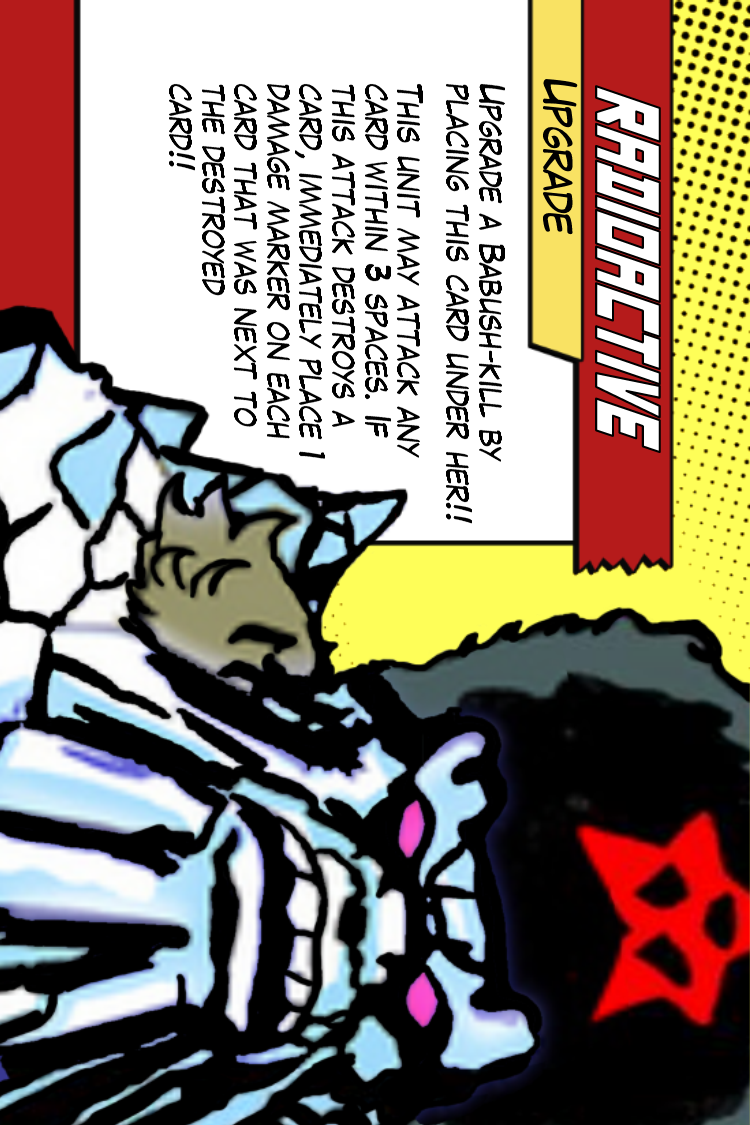 RADIOACTIVE
UPGRADE
UPGRADE A BABUSH-KILL BY
PLACING THIS CARD UNDER HER!!
THIS UNIT MAY ATTACK ANY
CARD WITHIN 3 SPACES. IF
THIS ATTACK DESTROYS A
CARD, IMMEDIATELY PLACE 1
DAMAGE MARKER ON EACH
CARD THAT WAS NEXT TO
THE DESTROYED
CARD!!